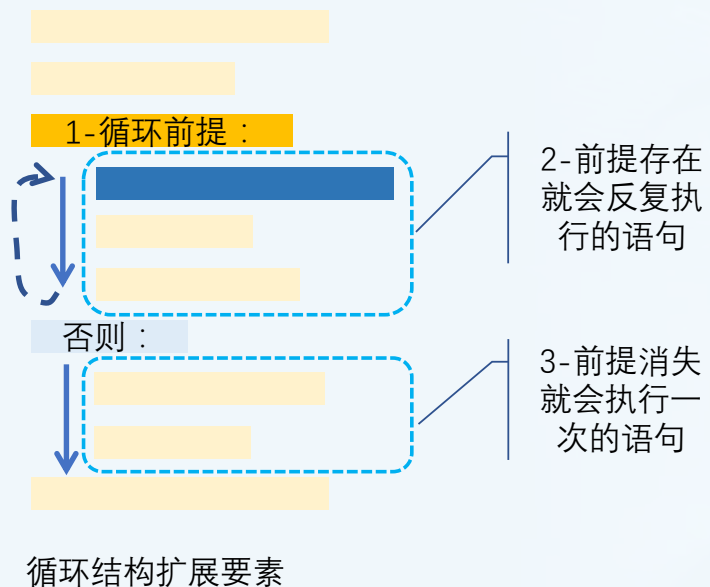 1-循环前提：
2-前提存在
就会反复执
行的语句
否则：
3-前提消失
就会执行一
次的语句
循环结构扩展要素